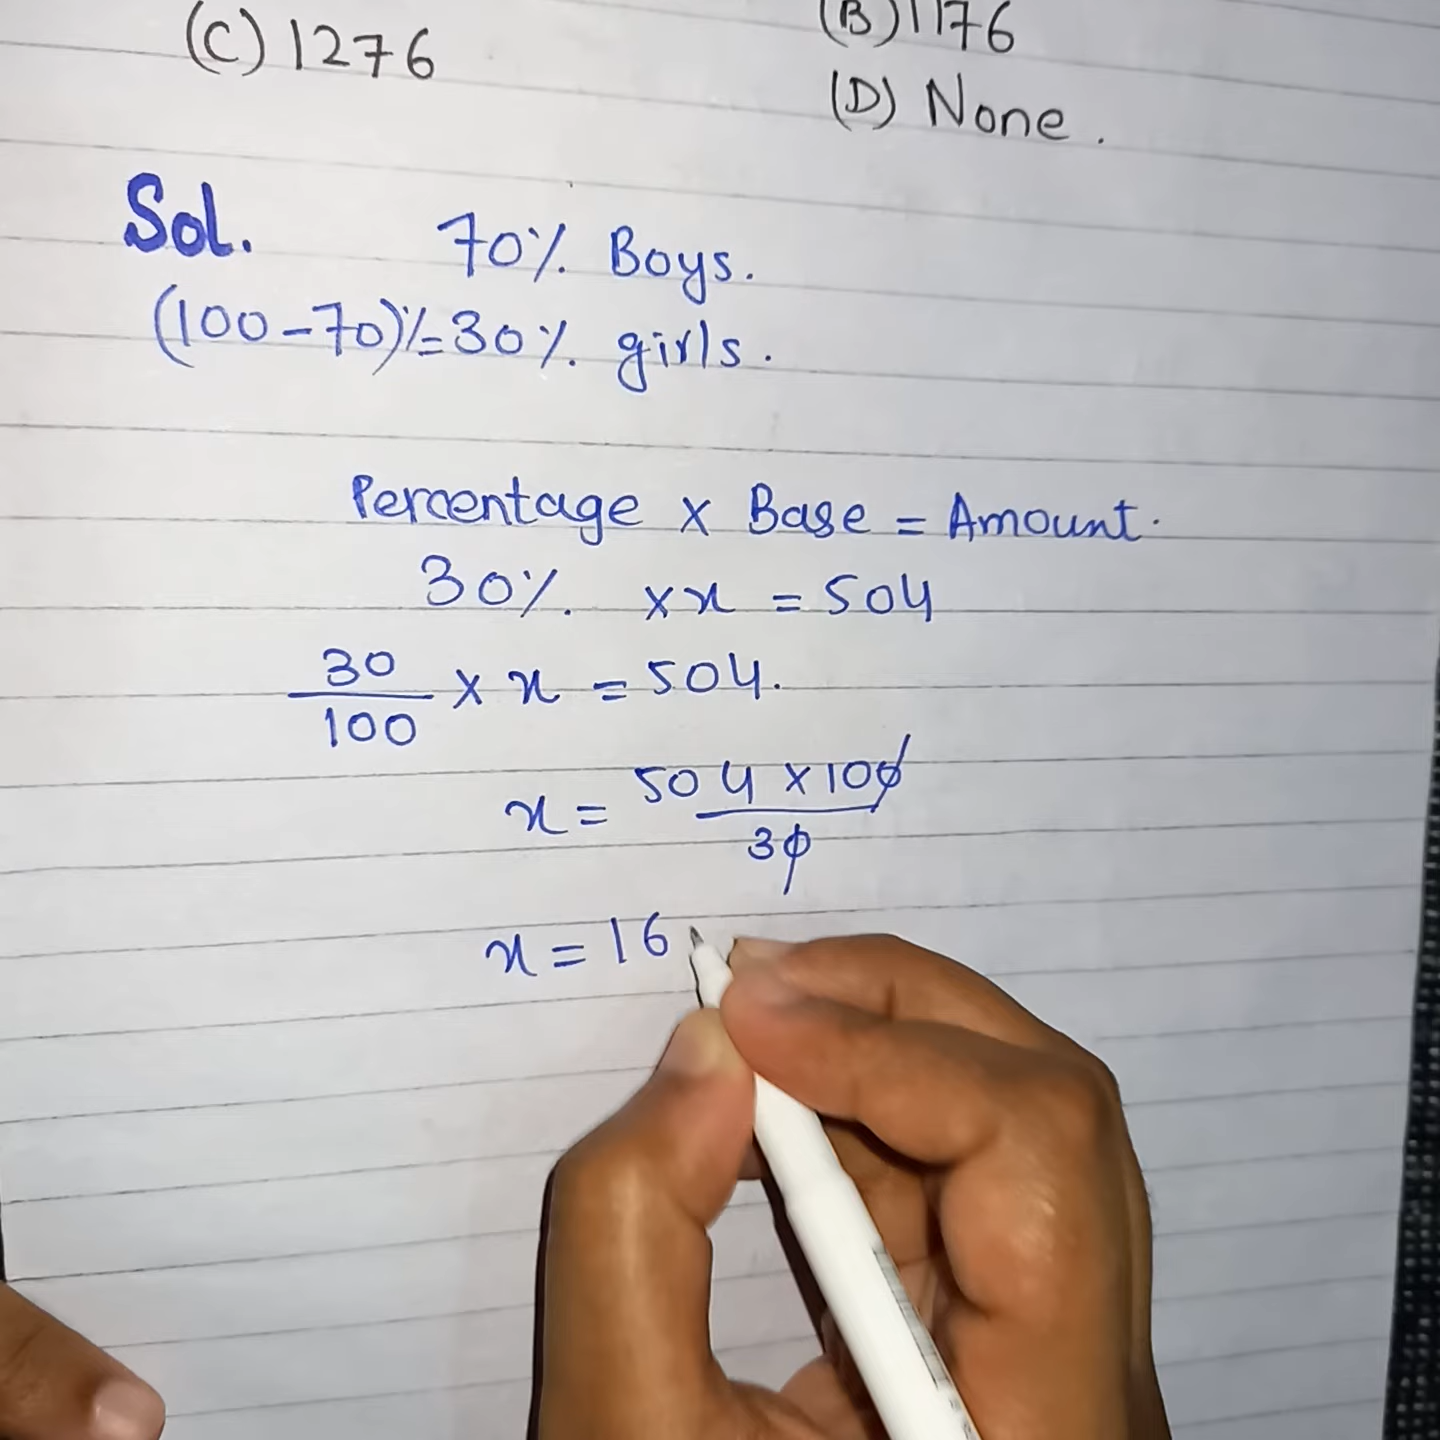 (B) 1176
(C) 1276
(D) None.
Sol. 70% Boys.
(100-70)%=30% girls.
Percentage x Base = Amount.
30% x x = 504
30/100 x x = 504.
x = 504 x 100/30
x = 16